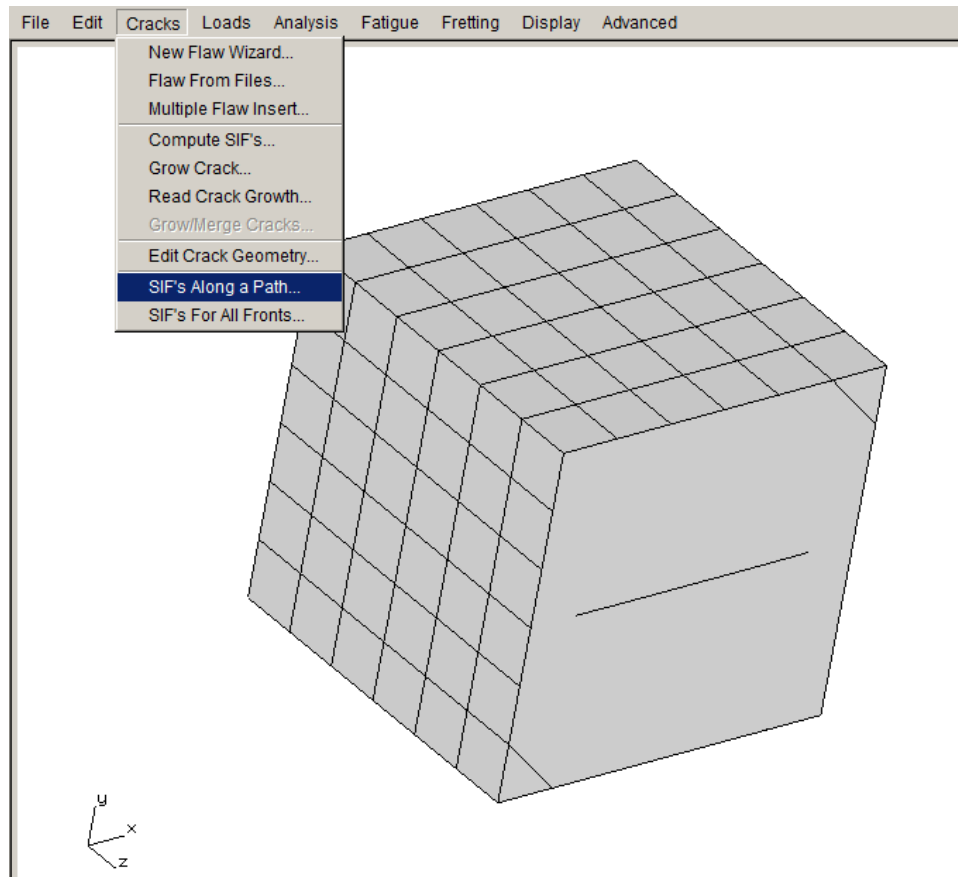 File Edit Cracks Loads Analysis Fatigue Fretting Display Advanced
New Flaw Wizard...
Flaw From Files...
Multiple Flaw Insert...
Compute SIF's...
Grow Crack...
Read Crack Growth...
Grow/Merge Cracks...
Edit Crack Geometry...
SIF's Along a Path...
SIF's For All Fronts...
y
x
z